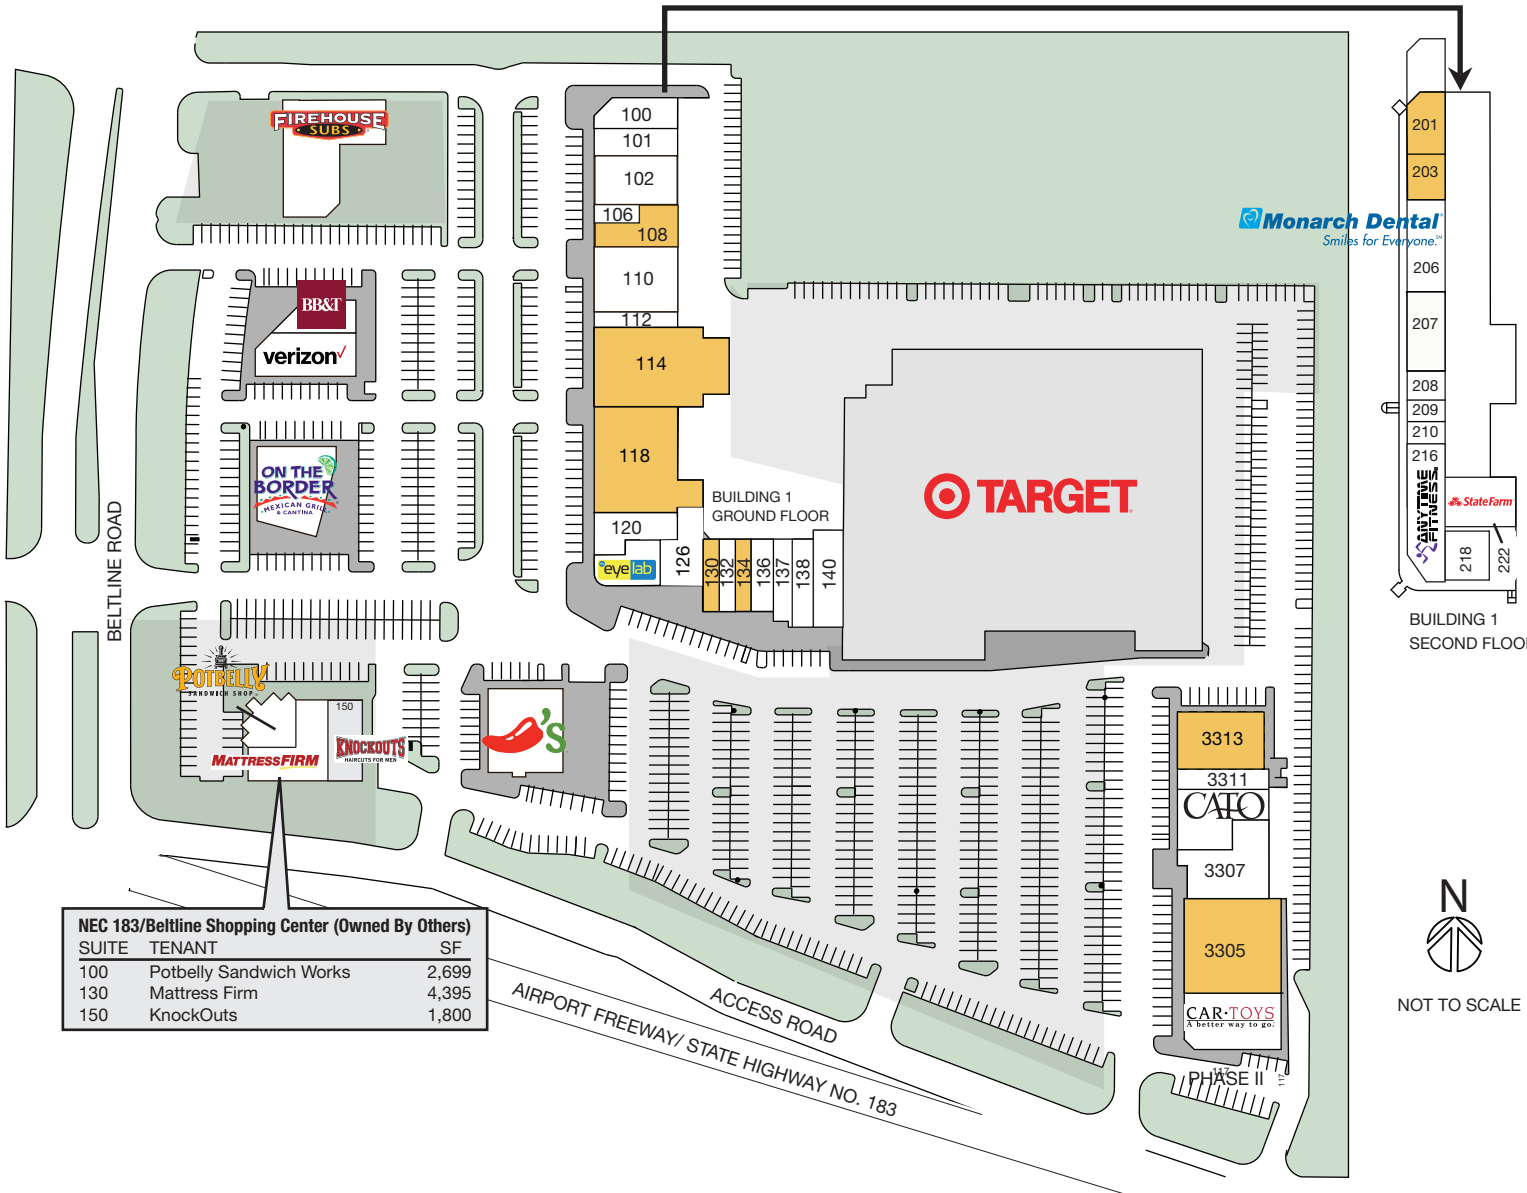 FIREHOUSE
SUBS
BB&T
verizon✓
ON THE
BORDER
MEXICAN GRILL
& CANTINA
BELTLINE ROAD
POTBELLY
SANDWICH SHOP
150
MATTRESSFIRM
KNOCKOUTS
HAIRCUTS FOR MEN
'S
100
101
102
106
108
110
112
114
118
120
eyelab
126
BUILDING 1
GROUND FLOOR
130
132
134
136
137
138
140
TARGET
201
203
Monarch Dental
Smiles for Everyone.℠
206
207
208
209
210
216
ANYTIME
FITNESS
StateFarm
218
222
BUILDING 1
SECOND FLOO
3313
3311
CATO
3307
3305
CAR·TOYS
A better way to go.
PHASE II
117
117
N
NOT TO SCALE
NEC 183/Beltline Shopping Center (Owned By Others)
SUITE TENANT SF
100 Potbelly Sandwich Works 2,699
130 Mattress Firm 4,395
150 KnockOuts 1,800
ACCESS ROAD
AIRPORT FREEWAY/ STATE HIGHWAY NO. 183